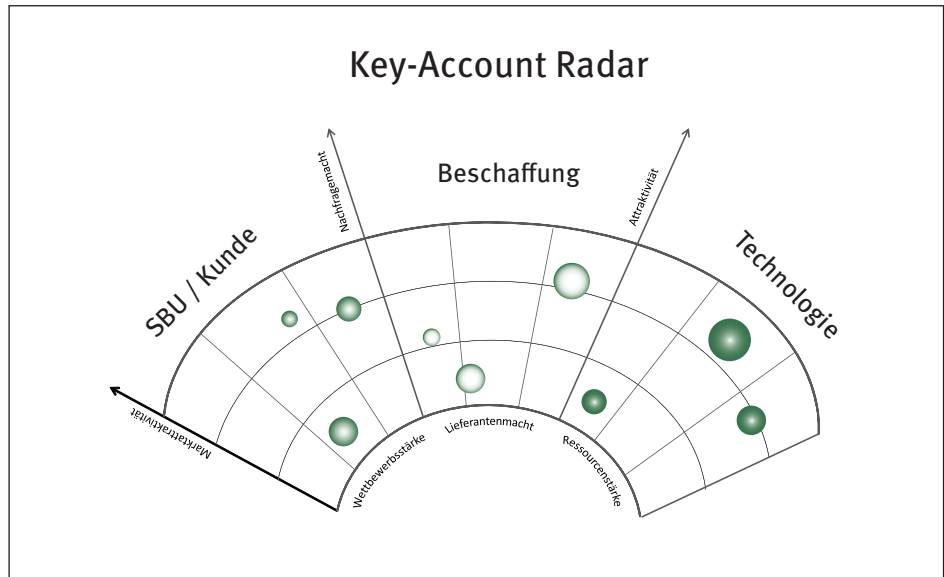 Key-Account Radar
SBU / Kunde
Beschaffung
Technologie
Marktattraktivität
Nachfragemacht
Attraktivität
Wettbewerbsstärke
Lieferantenmacht
Ressourcenstärke